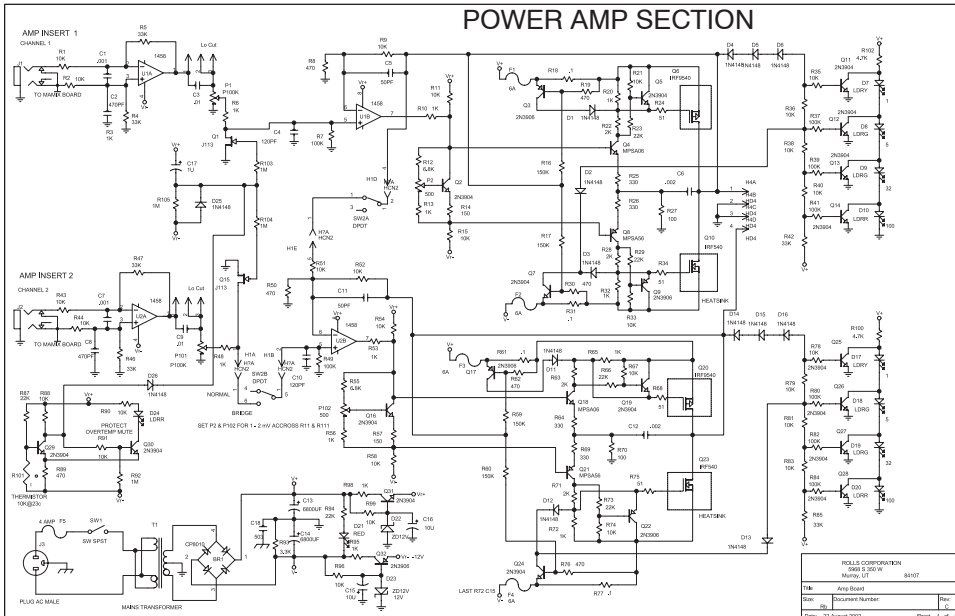 POWER AMP SECTION
AMP INSERT 1
CHANNEL 1
J1
R1
10K
R2 10K
TO MAMIX BOARD
C1
.001
C2
470PF
R3
1K
R4
33K
R5
33K
1458
U1A
Vr+
Vr-
Lo Cut
C3
.01
P1
P100K
R6
1K
Q1
J113
C17
1U
R105
1M
D25
1N4148
R103
1M
R104
1M
C4
120PF
R7
100K
R8
470
R9
10K
C5
50PF
1458
U1B
R10 1K
R11
10K
R12
6.8K
P2
500
R13
1K
Q2
2N3904
R14
150
R15
10K
V+
V-
H1D
H7A
HCN2
SW2A
DPDT
H1E
F1
6A
R18 .1
Q3
2N3906
R19
470
D1
1N4148
R20
1K
R21
10K
R22
2K
R23
22K
Q5
2N3904
R24
51
Q6
IRF9540
Q4
MPSA06
R16
150K
R17
150K
D2
1N4148
R25
330
R26
330
C6
.002
R27
100
Q8
MPSA56
R28
2K
R29
22K
D3
1N4148
R30
470
R31
.1
R32
1K
R33
10K
R34
51
Q9
2N3906
Q7
2N3904
F2
6A
Q10
IRF540
HEATSINK
H4A
H4B
HD4
H4C
HD4
H4D
HD4
HD4
D4 D5 D6
1N4148
1N4148
1N4148
R35
10K
R36
10K
R37
100K
R38
10K
R39
100K
R40
10K
R41
100K
R42
33K
Q11
2N3904
Q12
2N3904
Q13
Q14
2N3904
R102
4.7K
D7
LDRY
1
D8
LDRG
5
D9
LDRG
32
D10
LDRR
100
AMP INSERT 2
CHANNEL 2
J2
R43
10K
R44
10K
TO MAMIX BOARD
C7
.001
C8
470PF
R46
33K
R47
33K
1458
U2A
Lo Cut
C9
.01
P101
P100K
R48
1K
Q15
J113
NORMAL
BRIDGE
H1A
H7A
HCN2
SW2B
DPDT
H1B
H7A
HCN2
C10
120PF
R49
100K
R50
470
R51
10K
R52
10K
C11
50PF
1458
U2B
R53
1K
R54
10K
R55
6.8K
P102
500
R56
1K
Q16
2N3904
R57
150
R58
10K
SET P2 & P102 FOR 1 - 2 mV ACCROSS R11 & R111
F3
6A
Q17
R61 .1
2N3906
R62
470
1N4148
D11
R65 1K
R63
2K
R66
22K
R67
10K
R68
51
Q19
2N3904
Q20
IRF9540
Q18
MPSA06
R64
330
R69
330
C12 .002
R70
100
R59
150K
R60
150K
Q21
MPSA56
R71
2K
D12
1N4148
R72
1K
R73
22K
R74
10K
R75
51
Q22
2N3906
Q23
IRF540
HEATSINK
Q24
2N3904
R76 470
R77 .1
F4
6A
LAST R72 C15
D13
1N4148
D14
1N4148
D15 D16
1N4148
1N4148
R78
10K
R79
10K
R80
100K
R81
10K
R82
100K
R83
10K
R84
100K
R85
33K
Q25
2N3904
Q26
Q27
2N3904
Q28
R100
4.7K
D17
LDRY
1
D18
LDRG
5
D19
LDRG
32
D20
LDRR
100
R87
22K
R88
10K
R90
10K
D24
LDRR
PROTECT
OVERTEMP MUTE
D26
1N4148
R91
10K
Q29
2N3904
Q30
2N3904
R89
470
R92
1M
R101
THERMISTOR
10K@23c
4 AMP F5
SW1
SW SPST
J3
PLUG AC MALE
T1
MAINS TRANSFORMER
CP6010
BR1
C18
503
C13
6800UF
C14
6800UF
R93
3.3K
R94
22K
D21
RED
R95
1K
R96
10K
R98
1K
R99
10K
Q31
2N3904
D22
ZD12V
C16
10U
Q32
2N3906
Vr- -12V
C15
10U
D23
ZD12V
12V
ROLLS CORPORATION
5968 S 350 W
Murray, UT 84107
Title Amp Board
Size: Document Number: Rev: